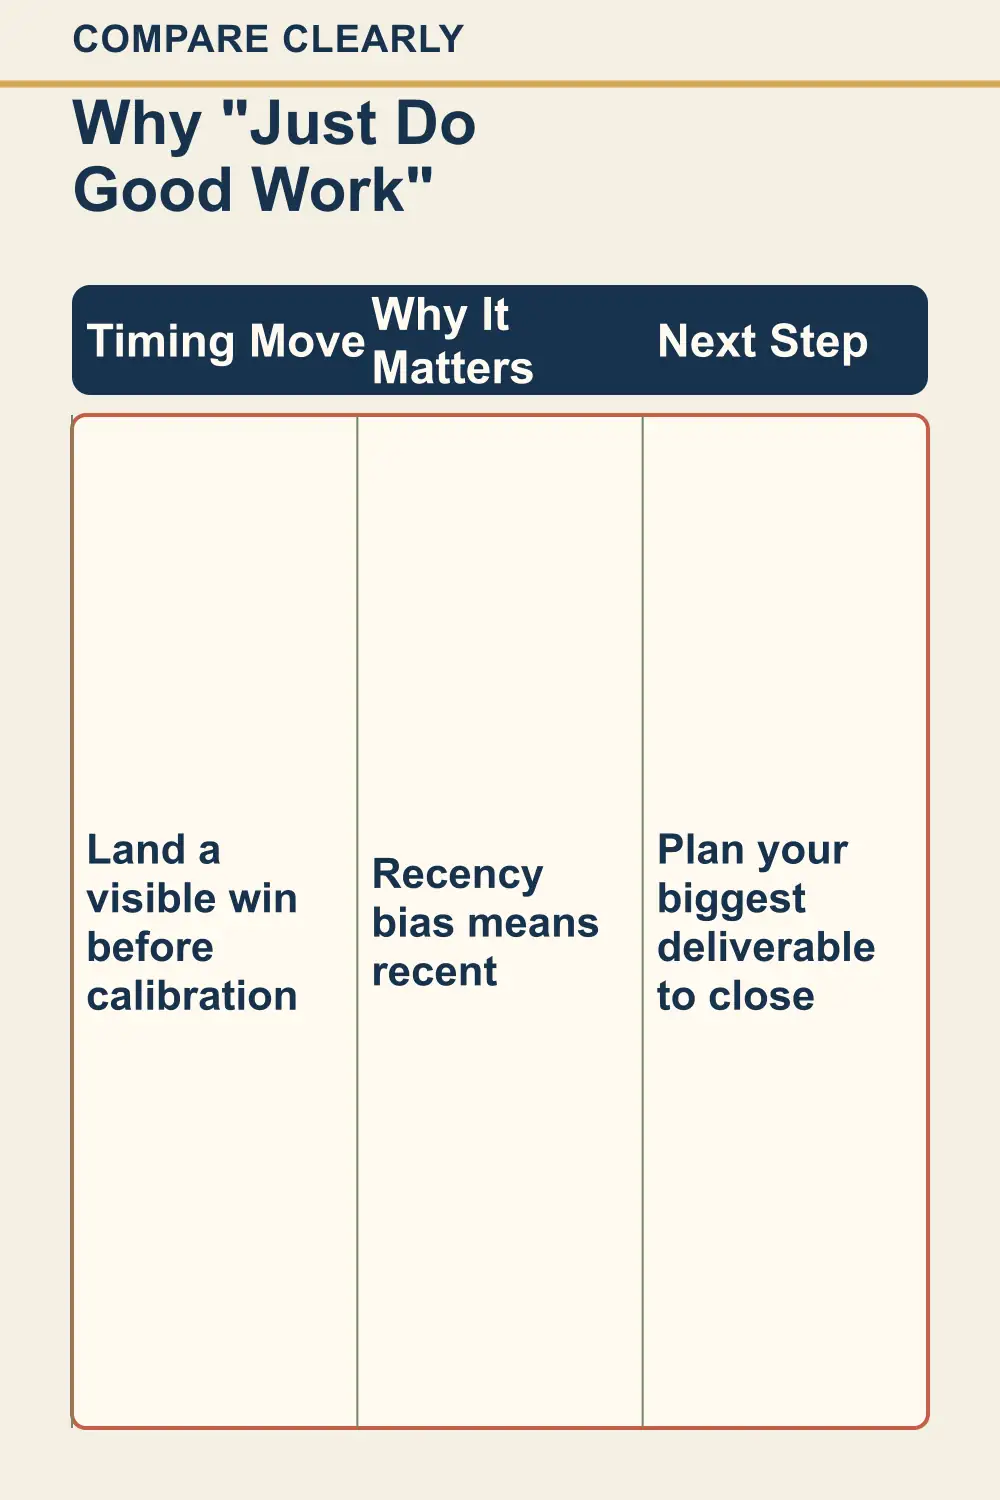 COMPARE CLEARLY
Why "Just Do
Good Work"
Timing Move
Why It
Matters
Next Step
Land a
visible win
before
calibration
Recency
bias means
recent
Plan your
biggest
deliverable
to close